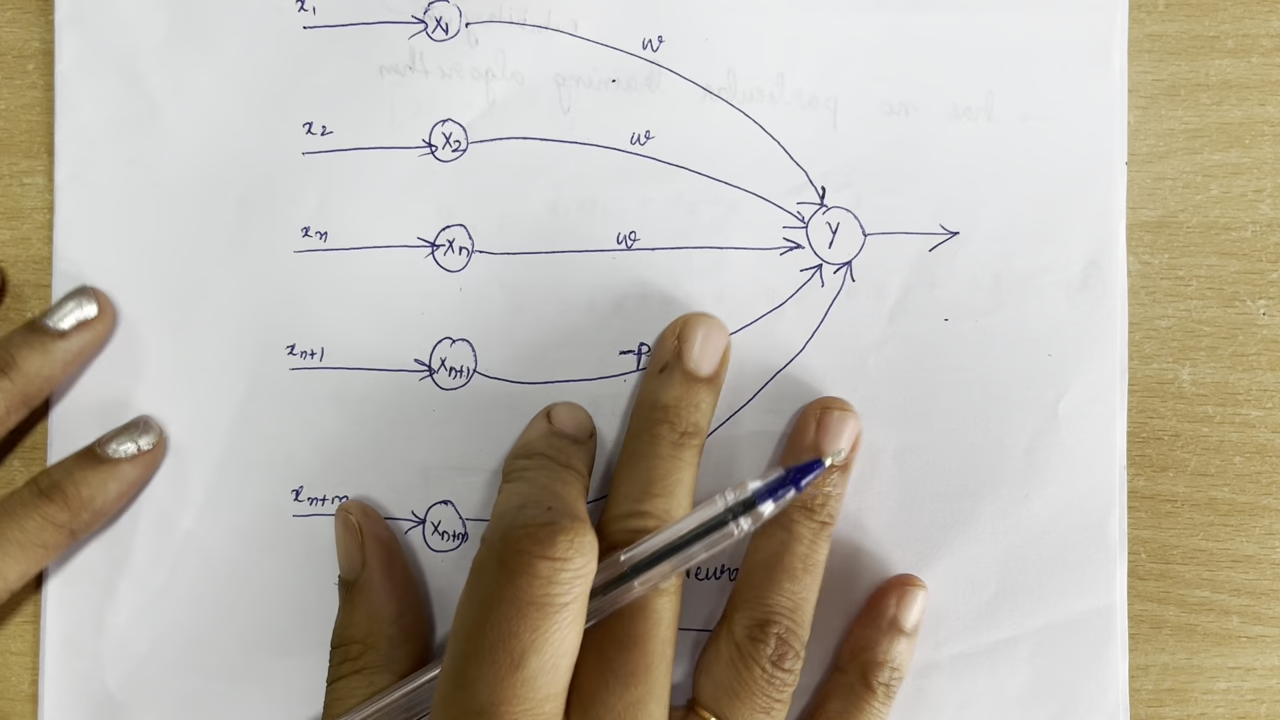 x1 X1 w
x2 X2 w
xn Xn w
Y
xn+1 Xn+1 -P
xn+m Xn+m